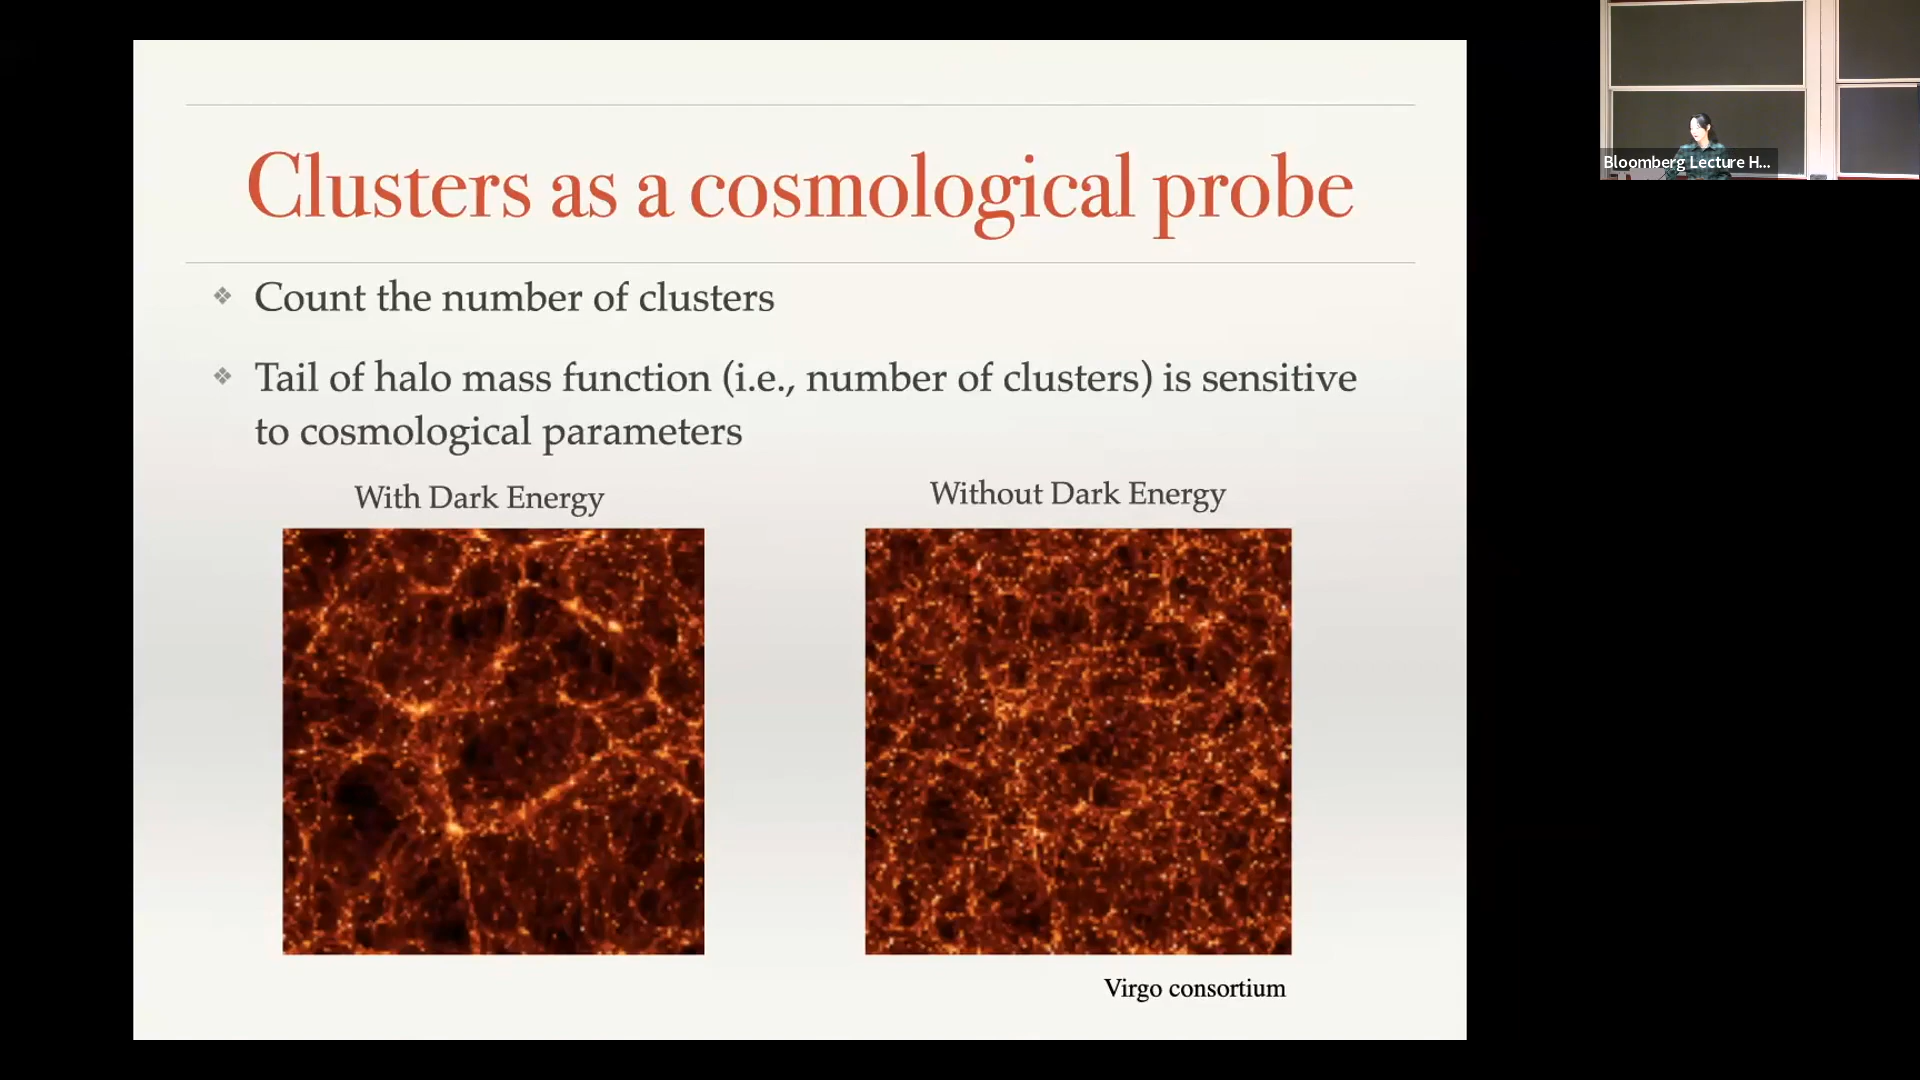 Clusters as a cosmological probe
Count the number of clusters
Tail of halo mass function (i.e., number of clusters) is sensitive
to cosmological parameters
With Dark Energy
Without Dark Energy
Virgo consortium
Bloomberg Lecture H...